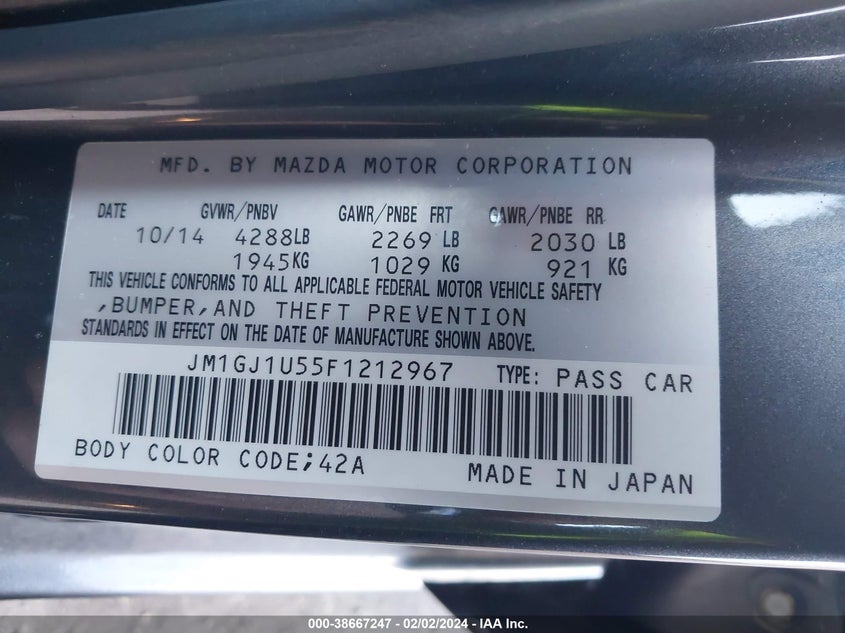 MFD. BY MAZDA MOTOR CORPORATION
DATE GVWR/PNBV GAWR/PNBE FRT GAWR/PNBE RR
10/14 4288LB 2269 LB 2030 LB
1945KG 1029 KG 921 KG
THIS VEHICLE CONFORMS TO ALL APPLICABLE FEDERAL MOTOR VEHICLE SAFETY
,BUMPER,AND THEFT PREVENTION
STANDARDS IN EFFECT ON THE DATE OF MANUFACTURE SHOWN ABOVE.
JM1GJ1U55F1212967 TYPE: PASS CAR
BODY COLOR CODE;42A MADE IN JAPAN
000-38667247 - 02/02/2024 - IAA Inc.